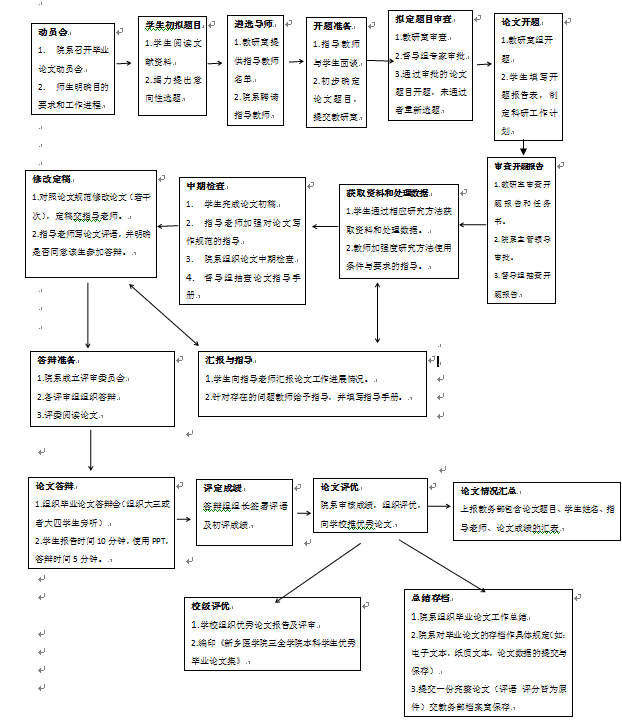 动员会
1. 院系召开毕业
论文动员会
2. 师生明确目的
要求和工作进程
学生初拟题目
1.学生阅读文
献资料
2.竭力提出意
向性选题
遴选导师
1.教研室提
供指导教师
名单
2.院系聘请
指导教师
开题准备
1.指导教师
与学生面谈
2.初步确定
论文题目,
提交教研室
拟定题目审查
1.教研室审查
2.督导组专家审批
3.通过审批的论文
题目开题,未通过
者重新选题
论文开题
1.教研室组开
题
2.学生填写开
题报告表,制
定科研工作计
划
审查开题报告
1.教研室审查开
题报告和任务
书。
2.院系主管领导
审批。
3.督导组抽查开
题报告。
获取资料和处理数据
1.学生通过相应研究方法获
取资料和处理数据。
2.教师加强度研究方法使用
条件与要求的指导。
中期检查
1. 学生完成论文初稿
2. 指导老师加强对论文写
作规范的指导。
3. 院系组织论文中期检查
4. 督导组抽查论文指导手
册
修改定稿
1.对照论文规范修改论文(若干
次),定稿交指导老师。
2.指导老师写论文评语,并明确
是否同意该生参加答辩。
答辩准备
1.院系成立评审委员会
2.各评审组组织答辩
3.评委阅读论文
汇报与指导
1.学生向指导老师汇报论文工作进展情况。
2.针对存在的问题教师给予指导,并填写指导手册。
论文答辩
1.组织毕业论文答辩会(组织大三或
者大四学生旁听)
2.学生报告时间10分钟,使用PPT,
答辩时间5分钟。
评定成绩
答辩组组长签署评语
及初评成绩
论文评优
院系审核成绩,组织评优,
向学校推优秀论文
论文情况汇总
上报教务部包含论文题目、学生姓名、指
导老师、论文成绩的汇表
校级评优
1.学校组织优秀论文报告及评审
2.编印《新乡医学院三全学院本科学生优秀
毕业论文集》
总结存档
1.院系组织毕业论文工作总结
2.院系对毕业论文的存档作具体规定(如:
电子文本,纸质文本,论文数据的提交与
保存)
3.提交一份完整论文(评语 评分皆为原
件)交教务部档案室保存